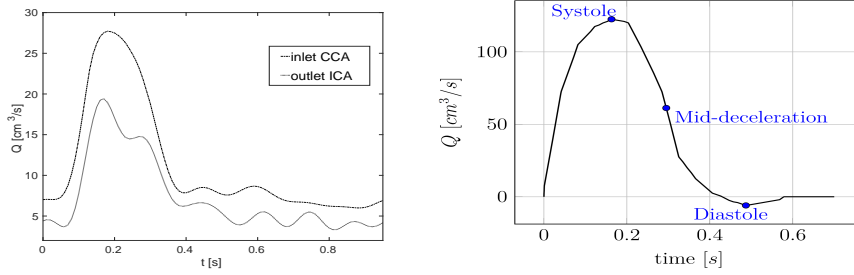 30
25
20
15
10
5
Q [cm³/s]
0
0.2
0.4
0.6
0.8
t [s]
inlet CCA
outlet ICA
100
50
0
Q [cm³/s]
0
0.2
0.4
0.6
time [s]
Systole
Mid-deceleration
Diastole